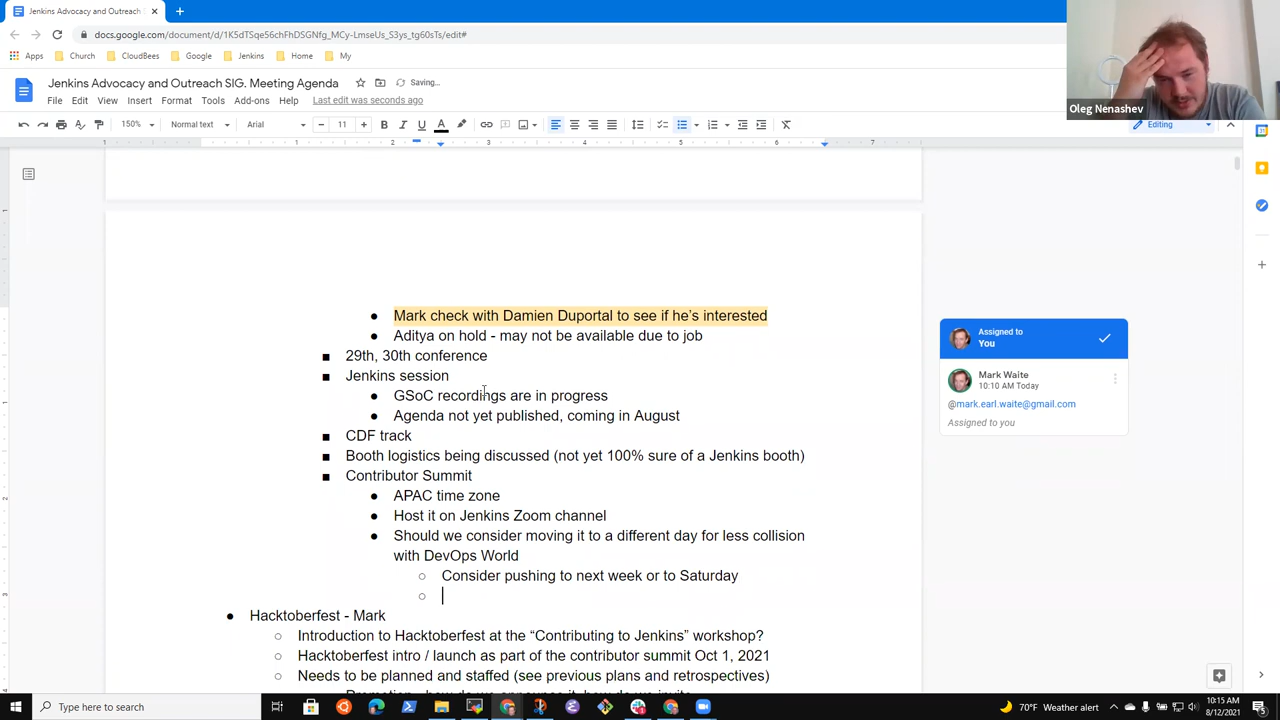 Jenkins Advocacy and Outreach S
docs.google.com/document/d/1K5dTSqe56chFhDSGNfg_MCy-LmseUs_S3ys_tg60sTs/edit#
Apps Church CloudBees Google Jenkins Home My
Jenkins Advocacy and Outreach SIG. Meeting Agenda Saving...
File Edit View Insert Format Tools Add-ons Help Last edit was seconds ago
150% Normal text Arial 11 Editing
Oleg Nenashev
Mark check with Damien Duportal to see if he's interested
Aditya on hold - may not be available due to job
29th, 30th conference
Jenkins session
GSoC recordings are in progress
Agenda not yet published, coming in August
CDF track
Booth logistics being discussed (not yet 100% sure of a Jenkins booth)
Contributor Summit
APAC time zone
Host it on Jenkins Zoom channel
Should we consider moving it to a different day for less collision
with DevOps World
Consider pushing to next week or to Saturday
Hacktoberfest - Mark
Introduction to Hacktoberfest at the “Contributing to Jenkins” workshop?
Hacktoberfest intro / launch as part of the contributor summit Oct 1, 2021
Needs to be planned and staffed (see previous plans and retrospectives)
Assigned to
You
Mark Waite
10:10 AM Today
@mark.earl.waite@gmail.com
Assigned to you
Type here to search
70°F Weather alert
10:15 AM
8/12/2021